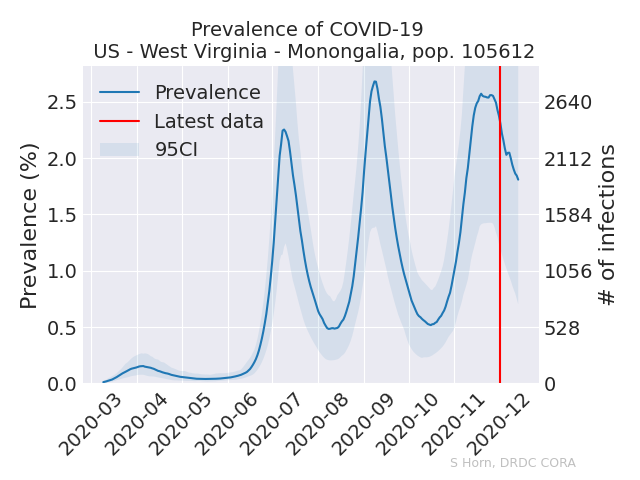 Prevalence of COVID-19
US - West Virginia - Monongalia, pop. 105612
Prevalence
Latest data
95CI
Prevalence (%)
2.5
2.0
1.5
1.0
0.5
0.0
2640
2112
1584
1056
528
0
# of infections
2020-03
2020-04
2020-05
2020-06
2020-07
2020-08
2020-09
2020-10
2020-11
2020-12
S Horn, DRDC CORA